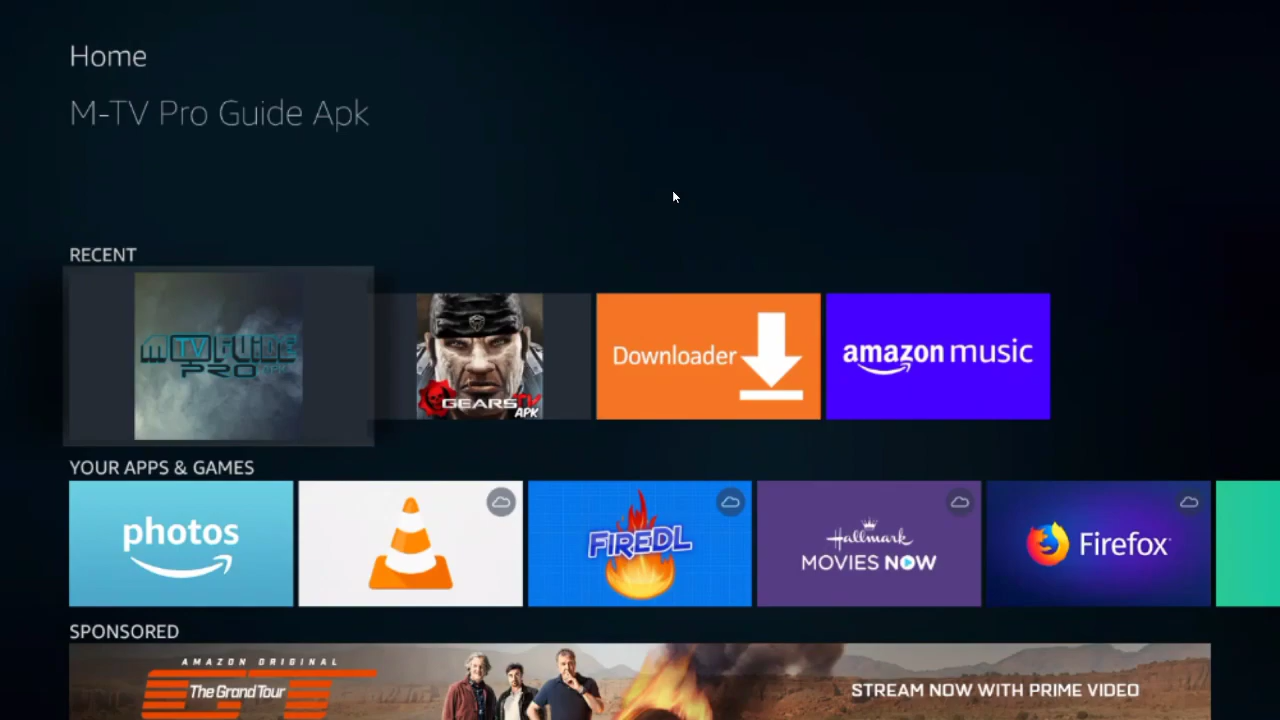 Home
M-TV Pro Guide Apk
RECENT
M TV GUIDE
PRO APK
GEARS TV
APK
Downloader
amazon music
YOUR APPS & GAMES
photos
FIREDL
Hallmark
MOVIES NOW
Firefox
SPONSORED
AMAZON ORIGINAL
The Grand Tour
STREAM NOW WITH PRIME VIDEO